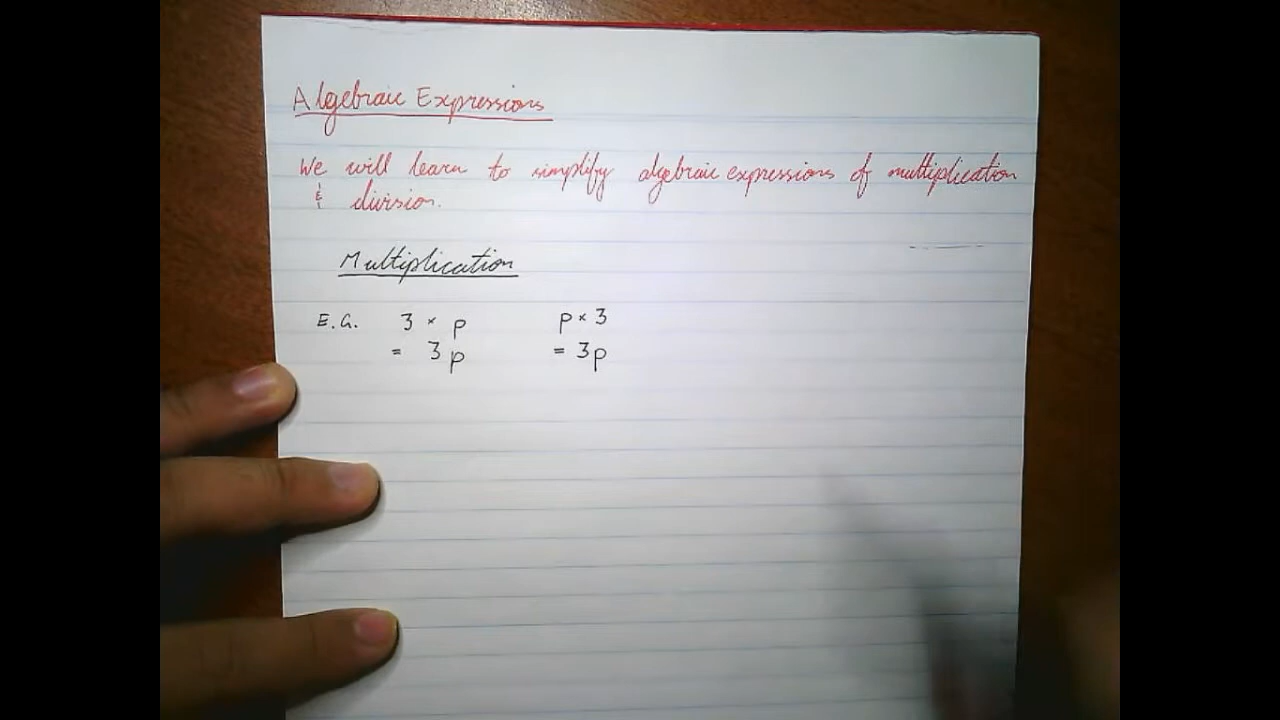 Algebraic Expressions
We will learn to simplify algebraic expressions of multiplication
& division.
Multiplication
E.G. 3 × p p × 3
= 3p = 3p